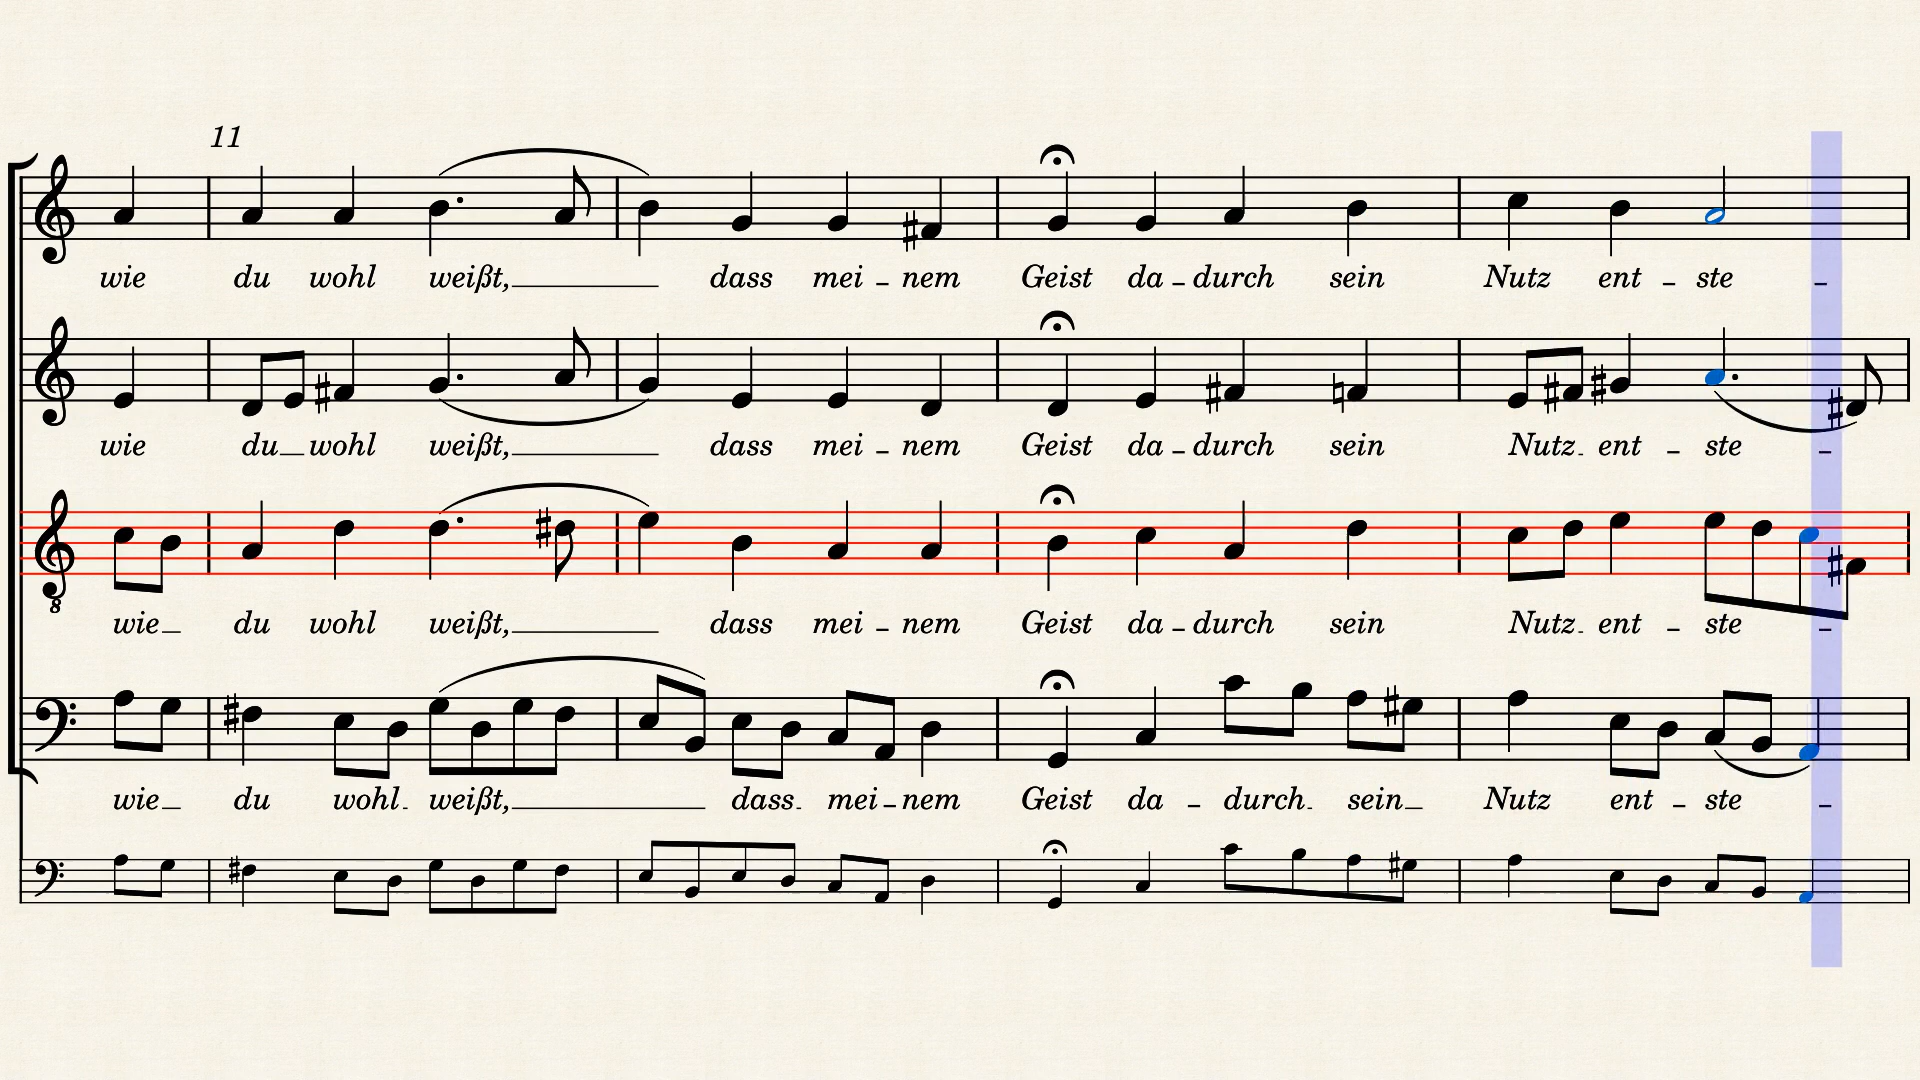 11
wie du wohl weißt, dass mei - nem Geist da - durch sein Nutz ent - ste -
wie du wohl weißt, dass mei - nem Geist da - durch sein Nutz ent - ste -
8
wie du wohl weißt, dass mei - nem Geist da - durch sein Nutz ent - ste -
wie du wohl weißt, dass mei - nem Geist da - durch sein Nutz ent - ste -